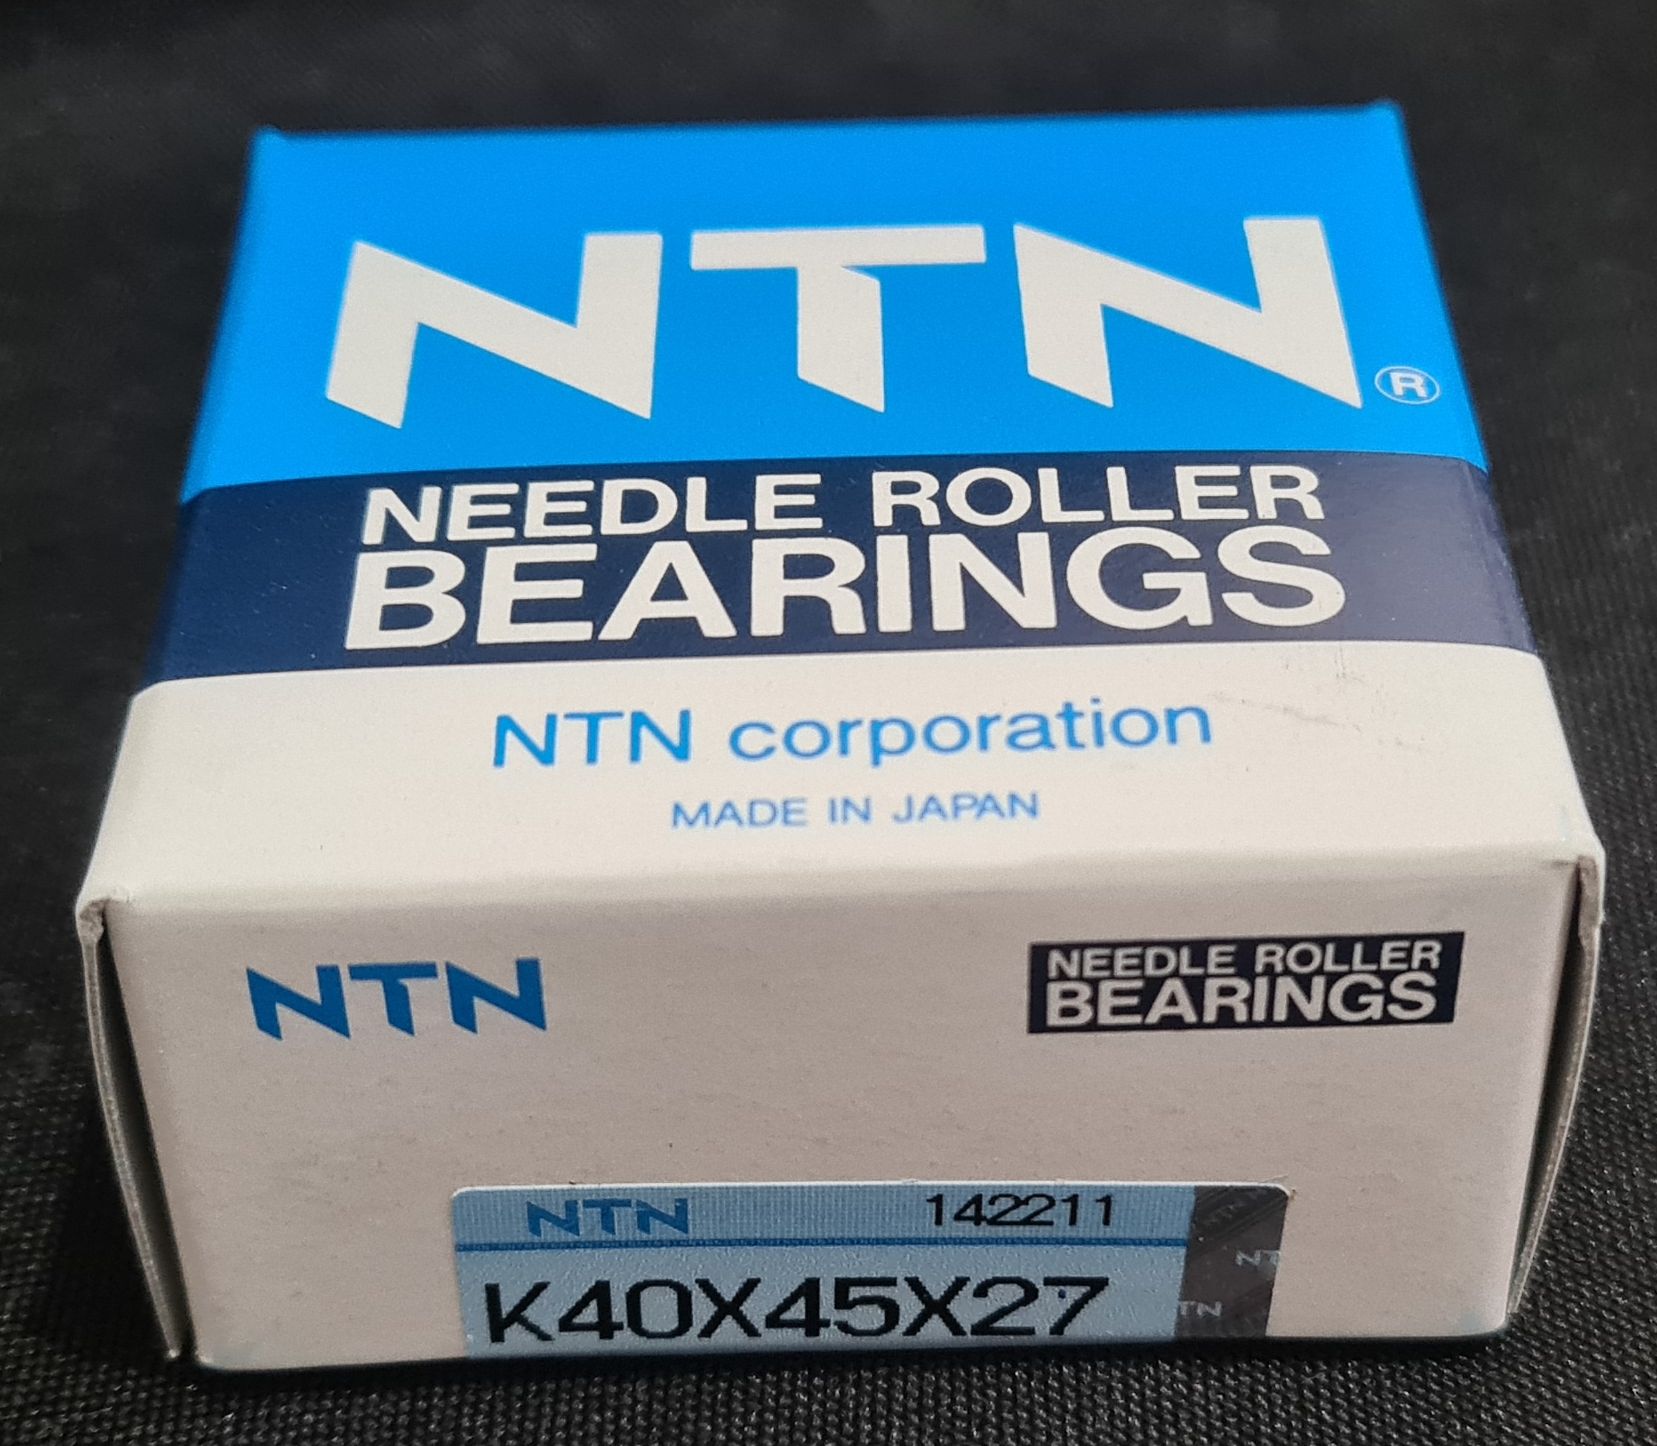 NTN®
NEEDLE ROLLER
BEARINGS
NTN corporation
MADE IN JAPAN
NTN
NEEDLE ROLLER
BEARINGS
NTN 142211
K40X45X27